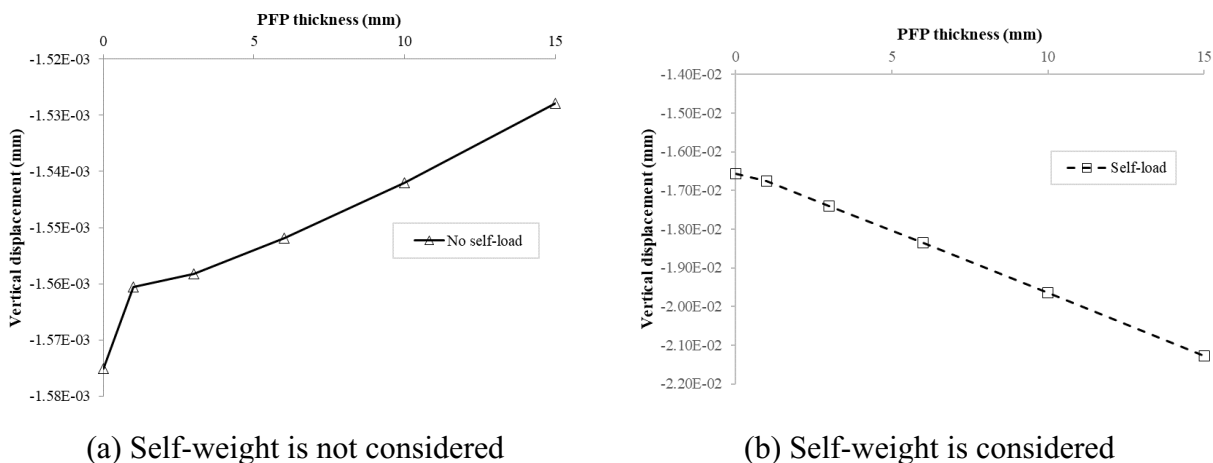 PFP thickness (mm)
0 5 10 15
-1.52E-03
-1.53E-03
-1.54E-03
-1.55E-03
-1.56E-03
-1.57E-03
-1.58E-03
Vertical displacement (mm)
No self-load
(a) Self-weight is not considered
PFP thickness (mm)
0 5 10 15
-1.40E-02
-1.50E-02
-1.60E-02
-1.70E-02
-1.80E-02
-1.90E-02
-2.00E-02
-2.10E-02
-2.20E-02
Vertical displacement (mm)
Self-load
(b) Self-weight is considered